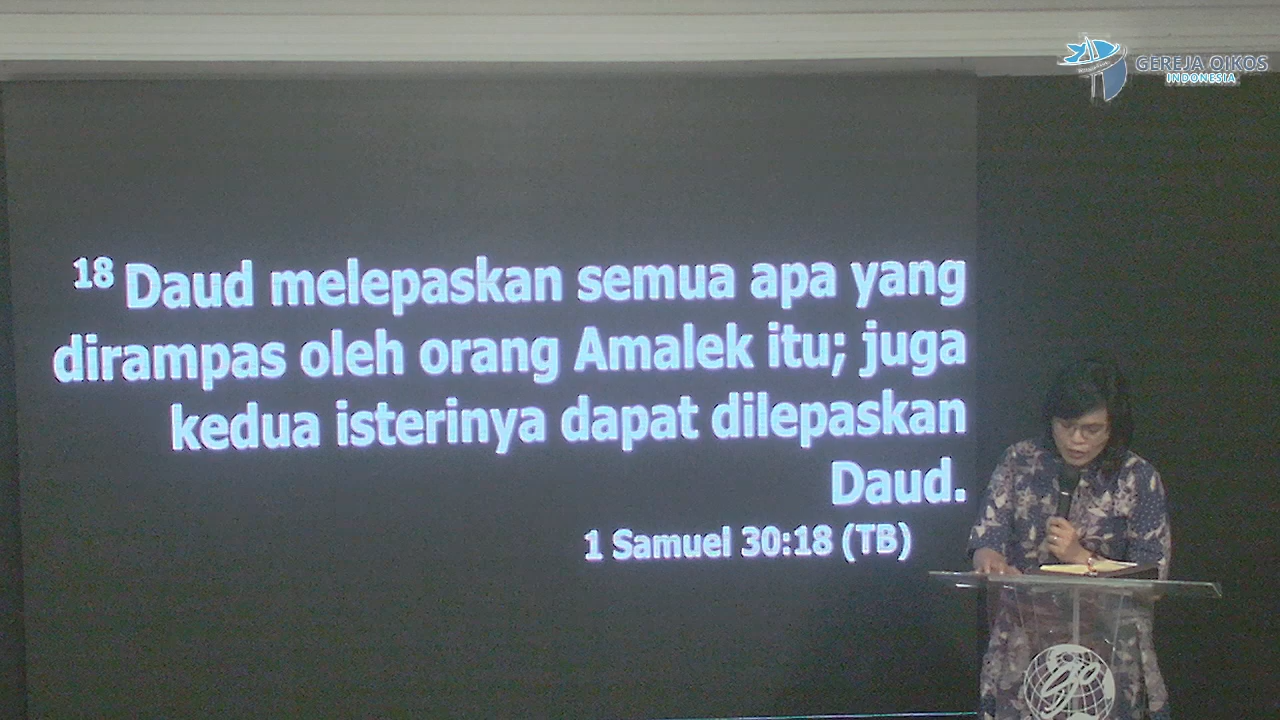 GEREJA OIKOS
INDONESIA
18 Daud melepaskan semua apa yang
dirampas oleh orang Amalek itu; juga
kedua isterinya dapat dilepaskan
Daud.
1 Samuel 30:18 (TB)